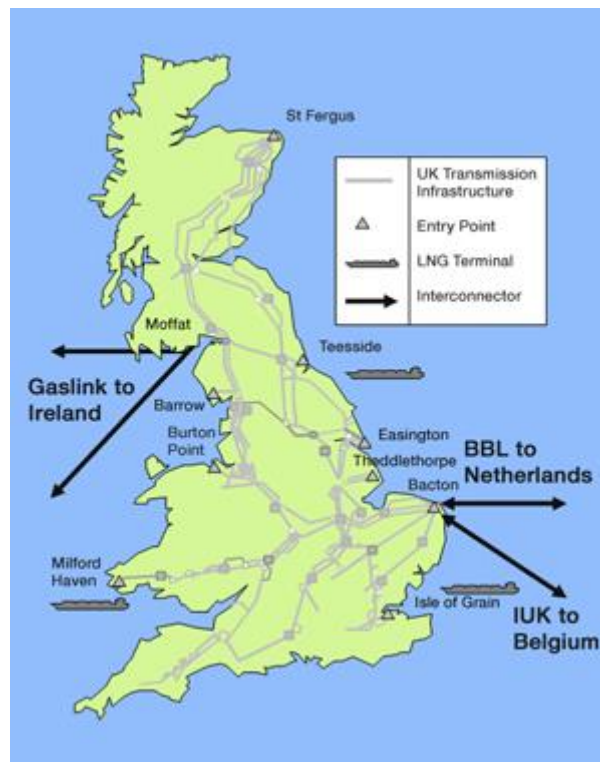 St Fergus
UK Transmission
Infrastructure
Entry Point
LNG Terminal
Interconnector
Moffat
Teesside
Gaslink to
Ireland
Barrow
Burton
Point
Easington
Theddlethorpe
Bacton
BBL to
Netherlands
Milford
Haven
Isle of Grain
IUK to
Belgium